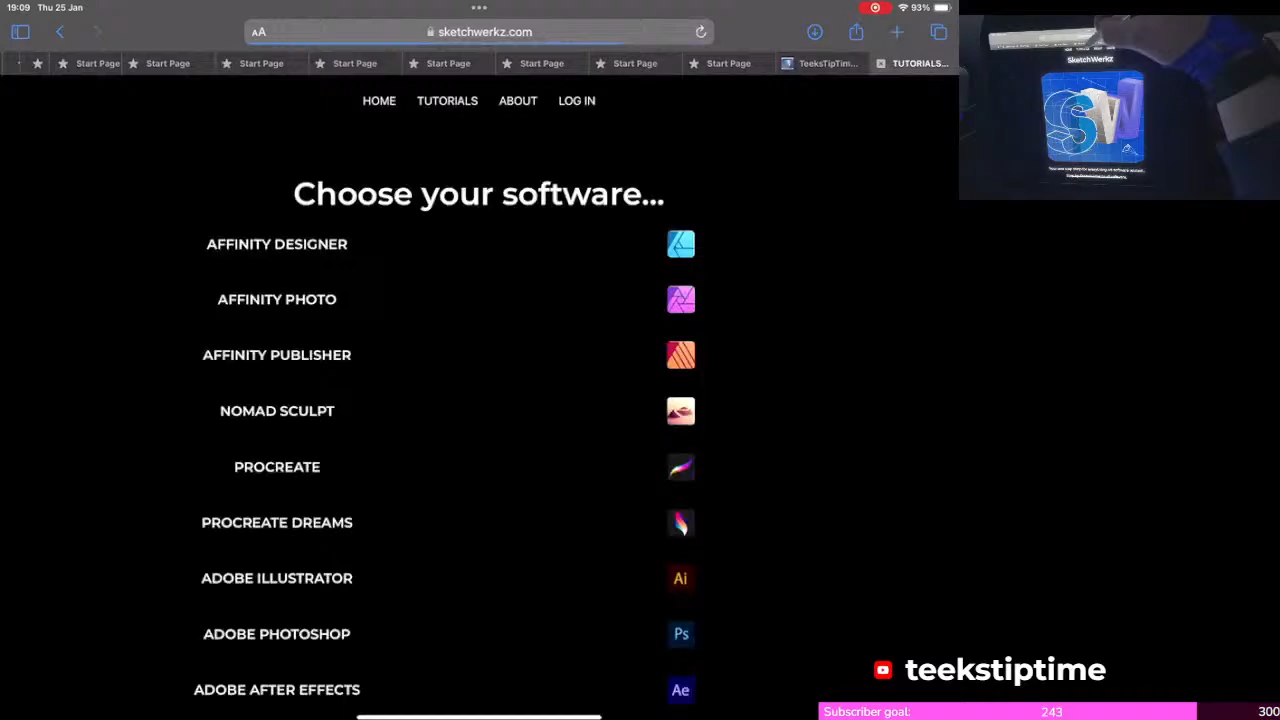 19:09 Thu 25 Jan
93%
AA
sketchwerkz.com
Start Page
Start Page
Start Page
Start Page
Start Page
Start Page
Start Page
Start Page
TeeksTipTime...
TUTORIALS...
HOME
TUTORIALS
ABOUT
LOG IN
SketchWerkz
SW
Choose your software...
AFFINITY DESIGNER
AFFINITY PHOTO
AFFINITY PUBLISHER
NOMAD SCULPT
PROCREATE
PROCREATE DREAMS
ADOBE ILLUSTRATOR
Ai
ADOBE PHOTOSHOP
Ps
ADOBE AFTER EFFECTS
Ae
teekstiptime
Subscriber goal:
243
300